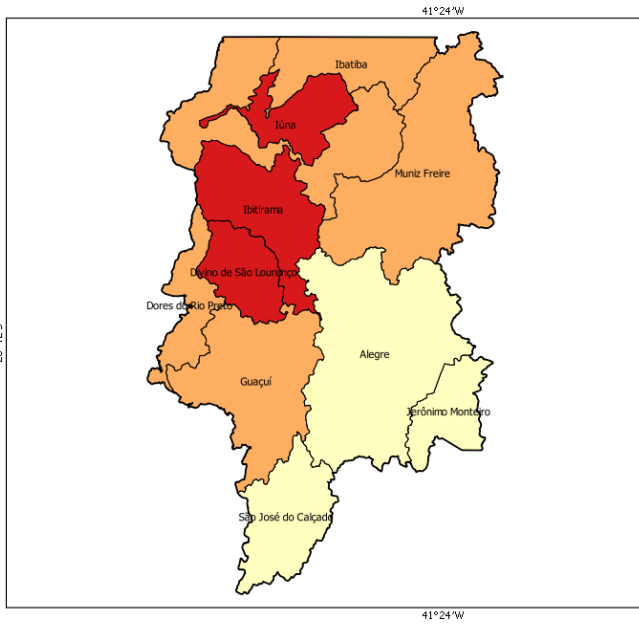 41°24'W
Ibatiba
Iúna
Muniz Freire
Ibitirama
Divino de São Lourenço
Dores do Rio Preto
Alegre
Guaçuí
Jerônimo Monteiro
São José do Calçado
41°24'W